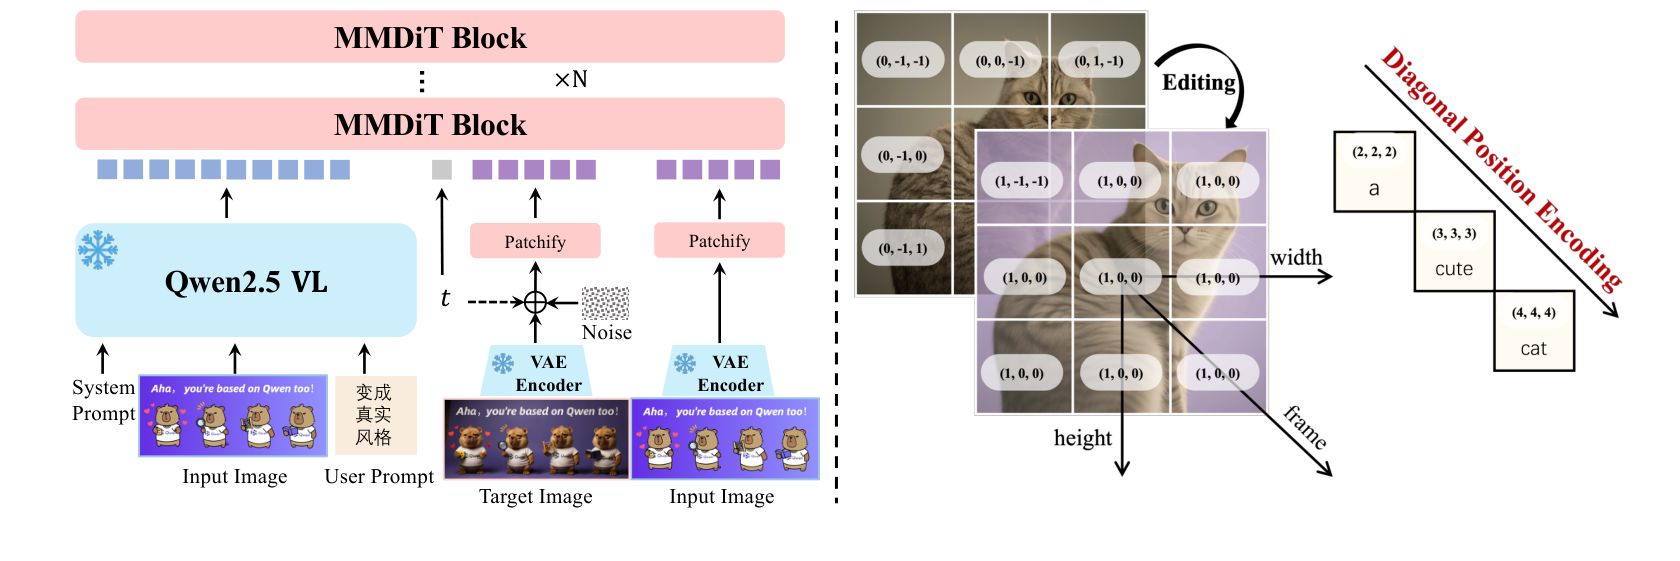 MMDiT Block
⋮
×N
MMDiT Block
Patchify
Patchify
Qwen2.5 VL
t
Noise
VAE
Encoder
VAE
Encoder
System
Prompt
Aha, you're based on Qwen too!
变成
真实
风格
Aha, you're based on Qwen too!
Aha, you're based on Qwen too!
Input Image
User Prompt
Target Image
Input Image
(0, -1, -1)
(0, 0, -1)
(0, 1, -1)
(0, -1, 0)
(0, -1, 1)
Editing
(1, -1, -1)
(1, 0, 0)
(1, 0, 0)
(1, 0, 0)
(1, 0, 0)
(1, 0, 0)
(1, 0, 0)
(1, 0, 0)
(1, 0, 0)
width
height
frame
Diagonal Position Encoding
(2, 2, 2)
a
(3, 3, 3)
cute
(4, 4, 4)
cat